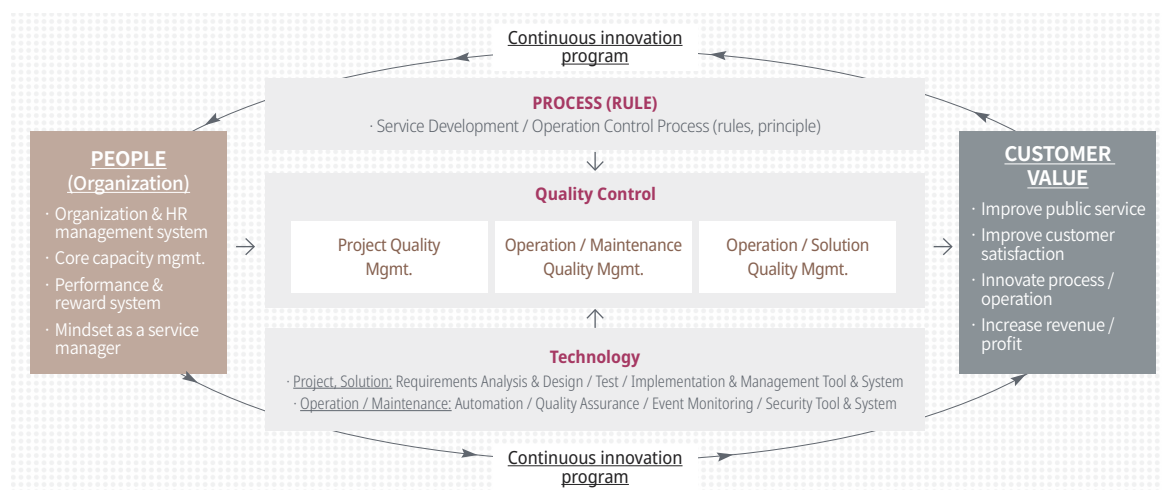 Continuous innovation
program
PROCESS (RULE)
· Service Development / Operation Control Process (rules, principle)
PEOPLE
(Organization)
· Organization & HR
management system
· Core capacity mgmt.
· Performance &
reward system
· Mindset as a service
manager
Quality Control
Project Quality
Mgmt.
Operation / Maintenance
Quality Mgmt.
Operation / Solution
Quality Mgmt.
CUSTOMER
VALUE
· Improve public service
· Improve customer
satisfaction
· Innovate process /
operation
· Increase revenue /
profit
Technology
· Project, Solution: Requirements Analysis & Design / Test / Implementation & Management Tool & System
· Operation / Maintenance: Automation / Quality Assurance / Event Monitoring / Security Tool & System
Continuous innovation
program